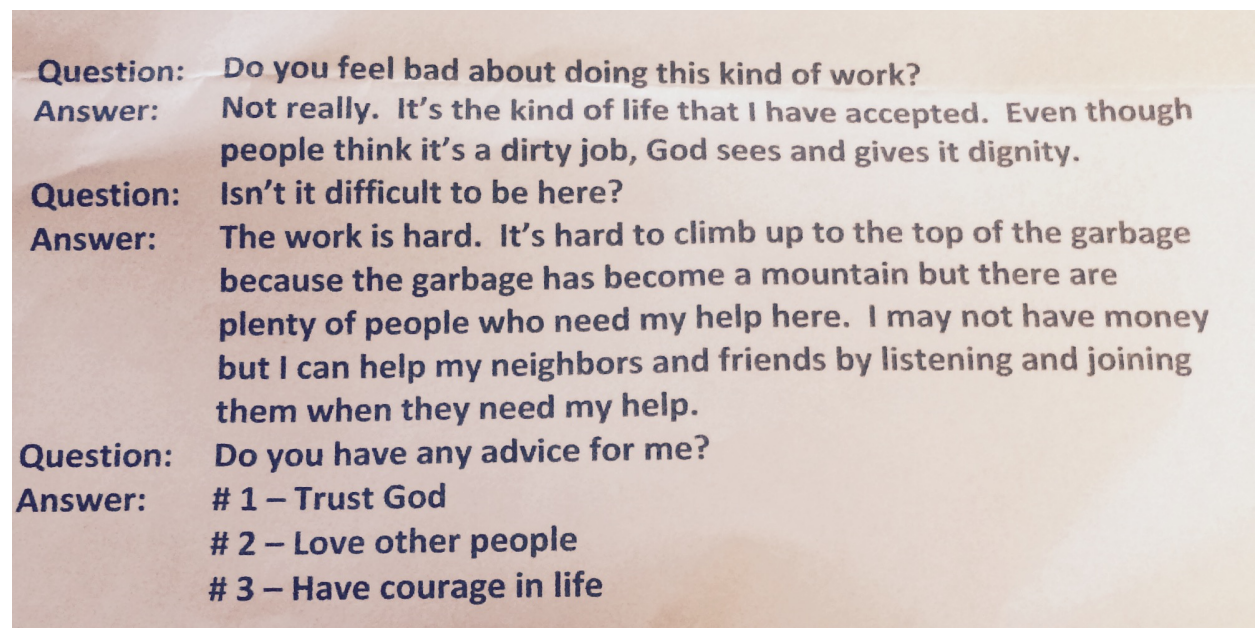 Question: Do you feel bad about doing this kind of work?
Answer: Not really. It's the kind of life that I have accepted. Even though
people think it's a dirty job, God sees and gives it dignity.
Question: Isn't it difficult to be here?
Answer: The work is hard. It's hard to climb up to the top of the garbage
because the garbage has become a mountain but there are
plenty of people who need my help here. I may not have money
but I can help my neighbors and friends by listening and joining
them when they need my help.
Question: Do you have any advice for me?
Answer: # 1 – Trust God
# 2 – Love other people
# 3 – Have courage in life